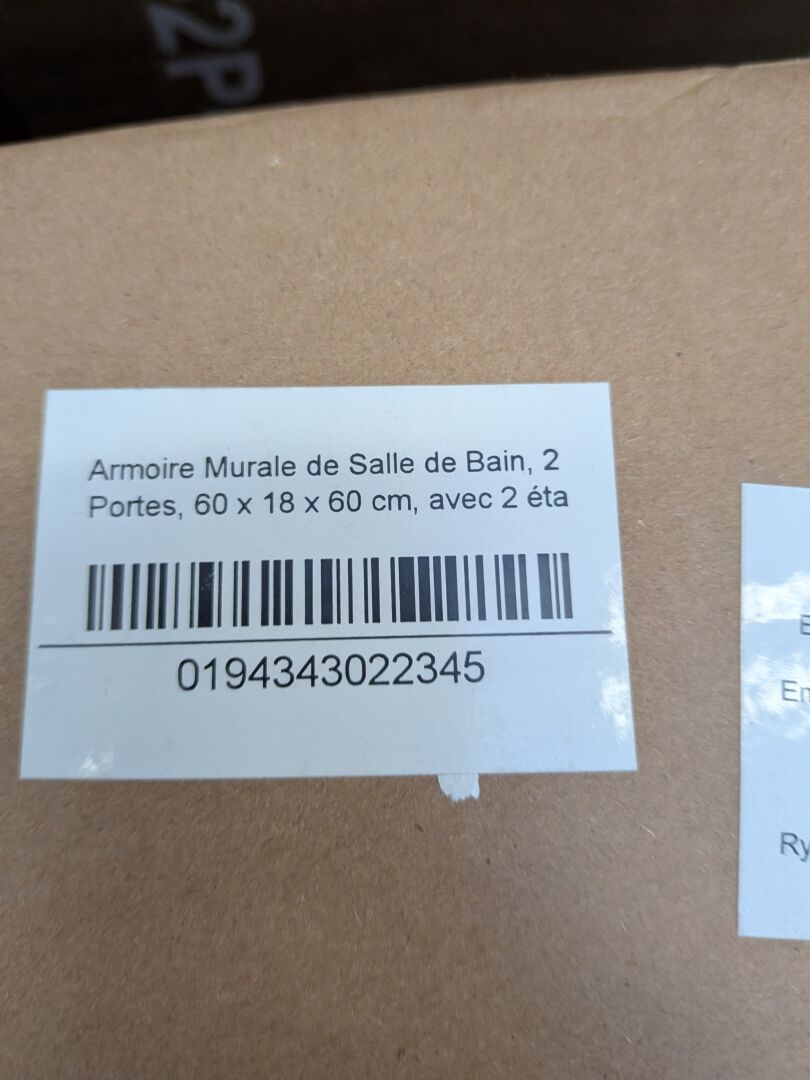 2P
Armoire Murale de Salle de Bain, 2
Portes, 60 x 18 x 60 cm, avec 2 éta
0194343022345
En
Ry